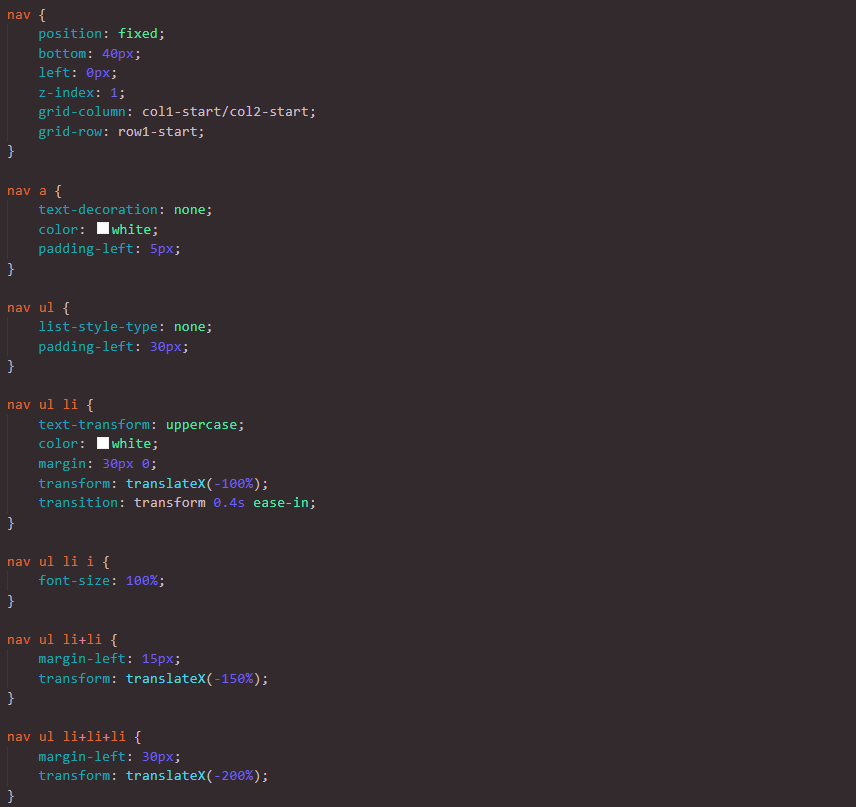 nav {
    position: fixed;
    bottom: 40px;
    left: 0px;
    z-index: 1;
    grid-column: col1-start/col2-start;
    grid-row: row1-start;
}

nav a {
    text-decoration: none;
    color: white;
    padding-left: 5px;
}

nav ul {
    list-style-type: none;
    padding-left: 30px;
}

nav ul li {
    text-transform: uppercase;
    color: white;
    margin: 30px 0;
    transform: translateX(-100%);
    transition: transform 0.4s ease-in;
}

nav ul li i {
    font-size: 100%;
}

nav ul li+li {
    margin-left: 15px;
    transform: translateX(-150%);
}

nav ul li+li+li {
    margin-left: 30px;
    transform: translateX(-200%);
}